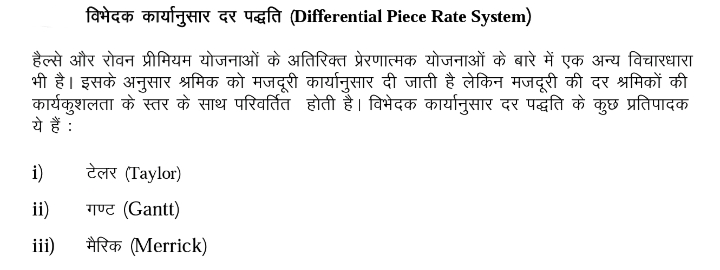 विभेदक कार्यानुसार दर पद्धति (Differential Piece Rate System)
हैल्से और रोवन प्रीमियम योजनाओं के अतिरिक्त प्रेरणात्मक योजनाओं के बारे में एक अन्य विचारधारा
भी है। इसके अनुसार श्रमिक को मजदूरी कार्यानुसार दी जाती है लेकिन मजदूरी की दर श्रमिकों की
कार्यकुशलता के स्तर के साथ परिवर्तित होती है। विभेदक कार्यानुसार दर पद्धति के कुछ प्रतिपादक
ये हैं :
i) टेलर (Taylor)
ii) गण्ट (Gantt)
iii) मैरिक (Merrick)